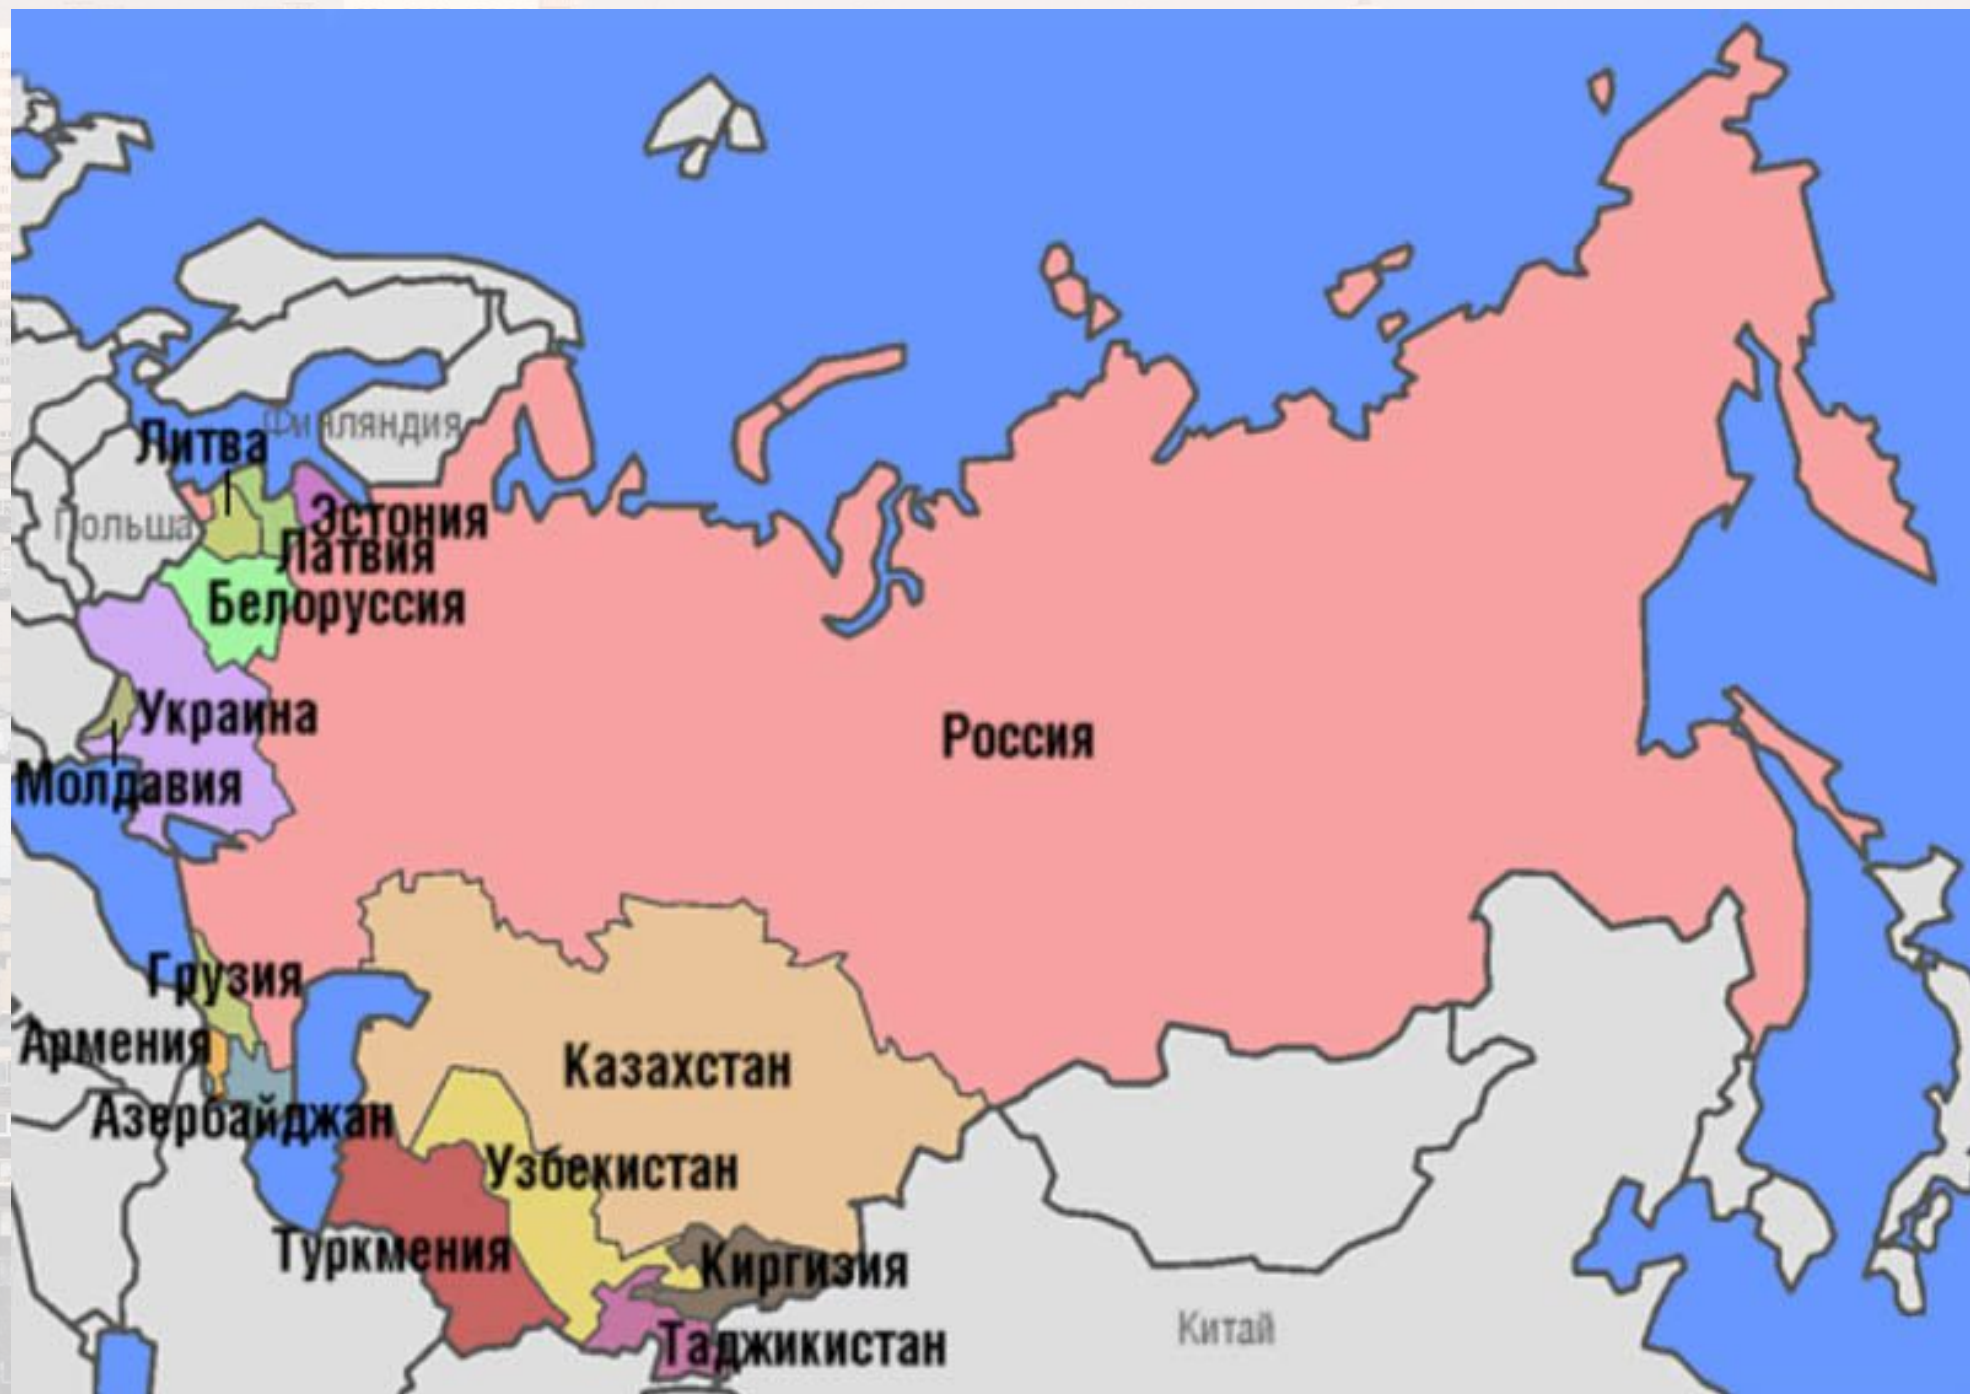 Финляндия
Литва
Польша
Эстония
Латвия
Белоруссия
Украина
Россия
Молдавия
Грузия
Армения
Казахстан
Азербайджан
Узбекистан
Туркмения
Киргизия
Китай
Таджикистан